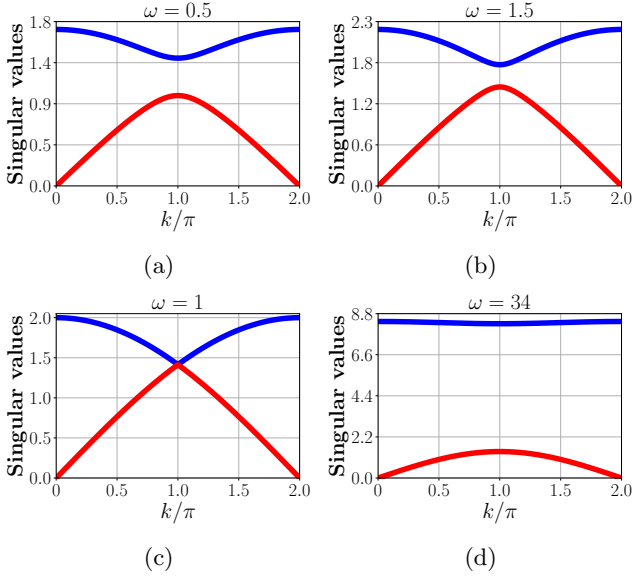 ω = 0.5
Singular values
1.8
1.4
0.9
0.5
0.0
0 0.5 1.0 1.5 2.0
k/π
(a)
ω = 1.5
Singular values
2.3
1.8
1.2
0.6
0.0
0 0.5 1.0 1.5 2.0
k/π
(b)
ω = 1
Singular values
2.0
1.5
1.0
0.5
0.0
0 0.5 1.0 1.5 2.0
k/π
(c)
ω = 34
Singular values
8.8
6.6
4.4
2.2
0.0
0 0.5 1.0 1.5 2.0
k/π
(d)